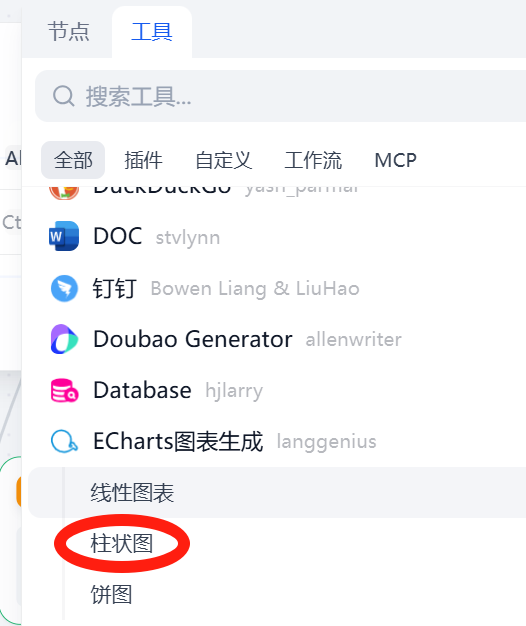 节点 工具
搜索工具...
全部 插件 自定义 工作流 MCP
DuckDuckGo yash_parmar
DOC stvlynn
钉钉 Bowen Liang & LiuHao
Doubao Generator allenwriter
Database hjlarry
ECharts图表生成 langgenius
线性图表
柱状图
饼图